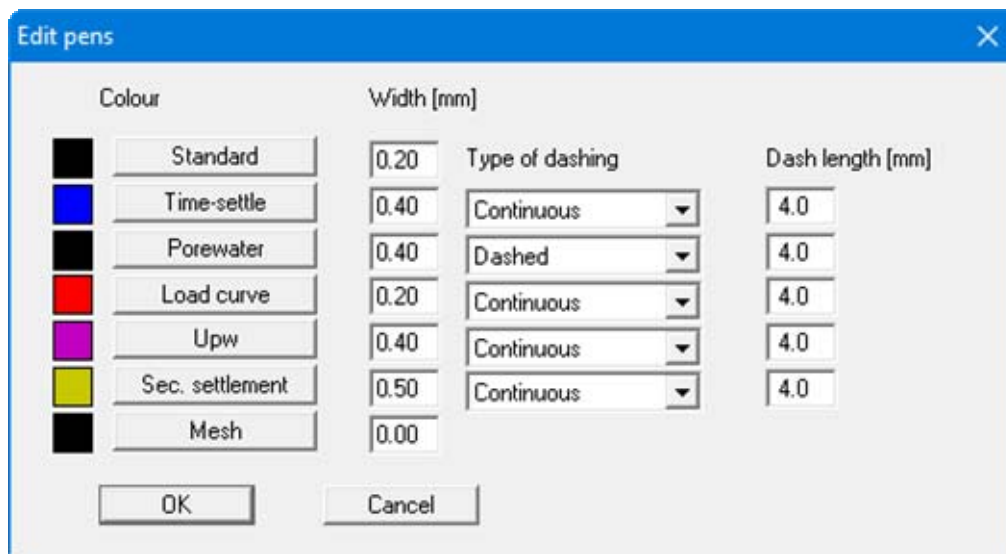 Edit pens
Colour Width [mm]
Standard 0.20 Type of dashing Dash length [mm]
Time-settle 0.40 Continuous 4.0
Porewater 0.40 Dashed 4.0
Load curve 0.20 Continuous 4.0
Upw 0.40 Continuous 4.0
Sec. settlement 0.50 Continuous 4.0
Mesh 0.00
OK Cancel